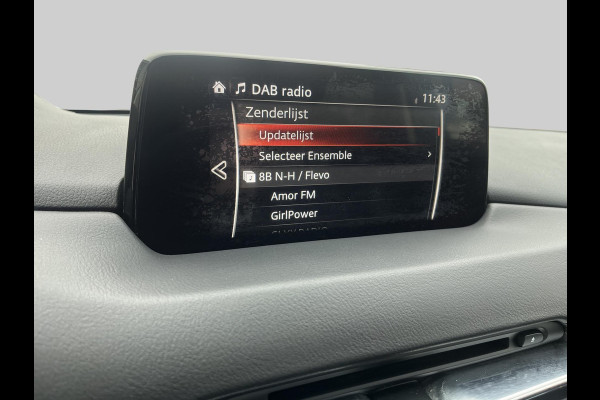 DAB radio
11:43
Zenderlijst
Updatelijst
Selecteer Ensemble
8B N-H / Flevo
Amor FM
GirlPower